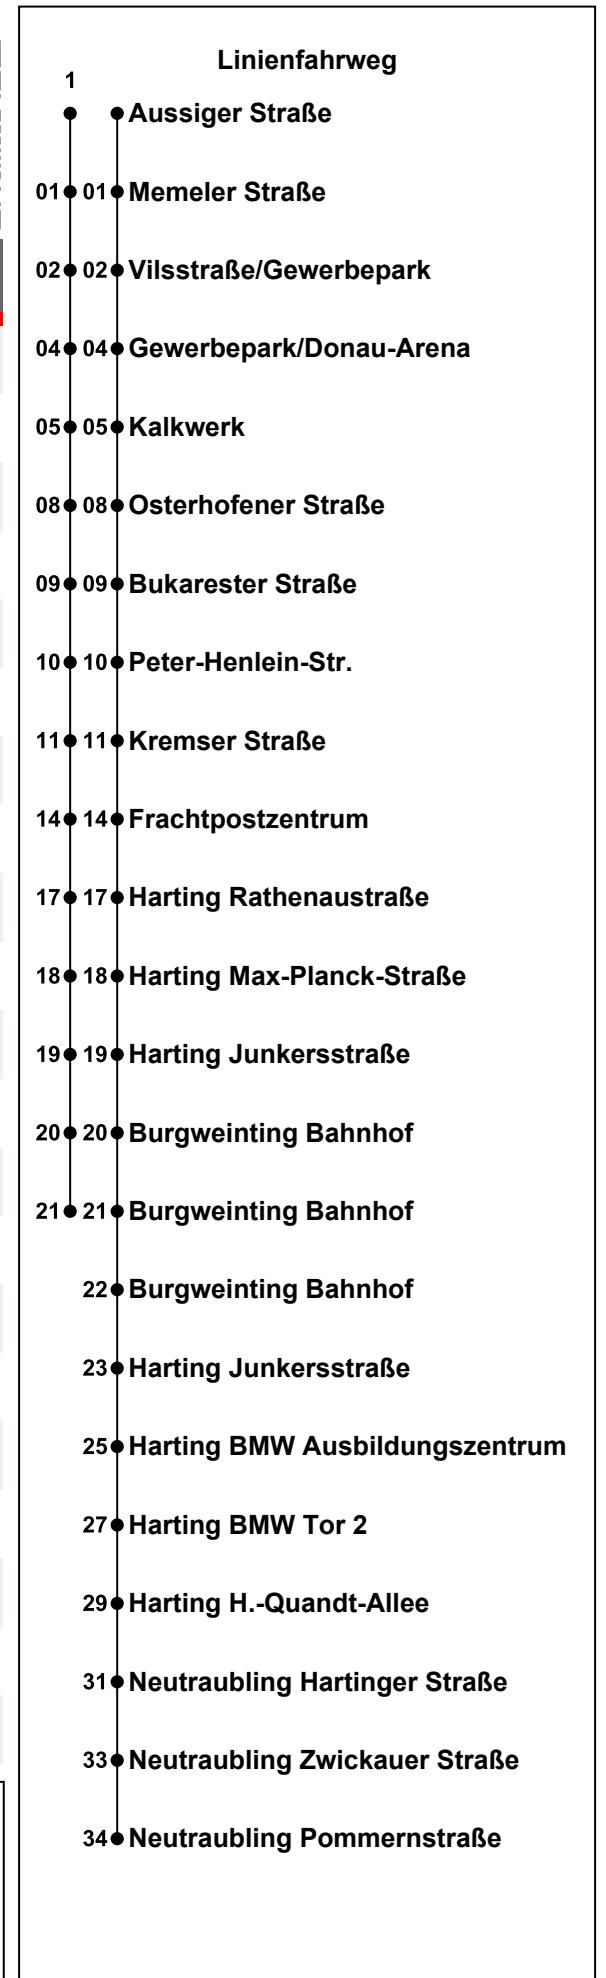 Linienfahrweg
1
Aussiger Straße
01 01 Memeler Straße
02 02 Vilsstraße/Gewerbepark
04 04 Gewerbepark/Donau-Arena
05 05 Kalkwerk
08 08 Osterhofener Straße
09 09 Bukarester Straße
10 10 Peter-Henlein-Str.
11 11 Kremser Straße
14 14 Frachtpostzentrum
17 17 Harting Rathenaustraße
18 18 Harting Max-Planck-Straße
19 19 Harting Junkersstraße
20 20 Burgweinting Bahnhof
21 21 Burgweinting Bahnhof
22 Burgweinting Bahnhof
23 Harting Junkersstraße
25 Harting BMW Ausbildungszentrum
27 Harting BMW Tor 2
29 Harting H.-Quandt-Allee
31 Neutraubling Hartinger Straße
33 Neutraubling Zwickauer Straße
34 Neutraubling Pommernstraße